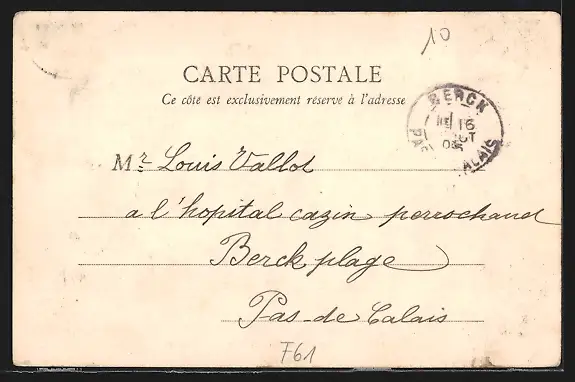 10
CARTE POSTALE
Ce côté est exclusivement réservé à l'adresse
BERCK
16
OCT
PAS
CALAIS
Mr. Louis Vallot
a l'hopital cazin perrochaud
Berck plage
Pas-de Calais
F61